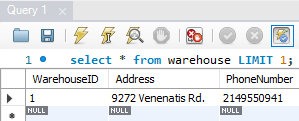 Query 1
1 select * from warehouse LIMIT 1;
WarehouseID Address PhoneNumber
1 9272 Venenatis Rd. 2149550941
NULL NULL NULL